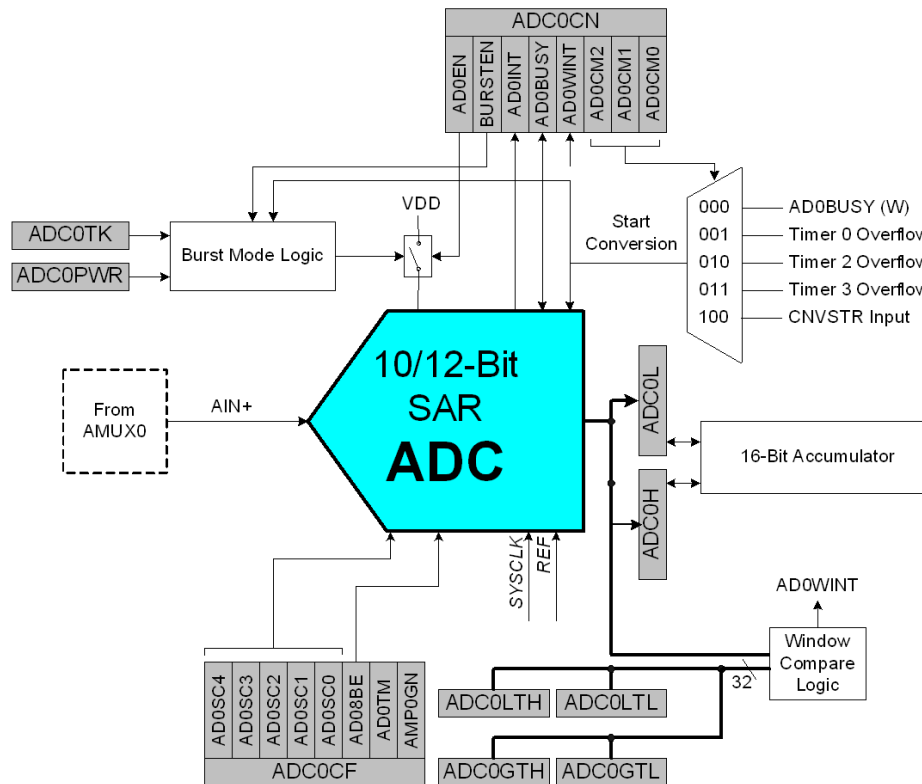 ADC0CN
AD0EN
BURSTEN
AD0INT
AD0BUSY
AD0WINT
AD0CM2
AD0CM1
AD0CM0
VDD
Start
Conversion
000
001
010
011
100
AD0BUSY (W)
Timer 0 Overflow
Timer 2 Overflow
Timer 3 Overflow
CNVSTR Input
ADC0TK
ADC0PWR
Burst Mode Logic
From
AMUX0
AIN+
10/12-Bit
SAR
ADC
ADC0L
ADC0H
16-Bit Accumulator
SYSCLK
REF
AD0WINT
Window
Compare
Logic
32
ADC0LTH
ADC0LTL
ADC0GTH
ADC0GTL
AD0SC4
AD0SC3
AD0SC2
AD0SC1
AD0SC0
AD08BE
AD0TM
AMP0GN
ADC0CF